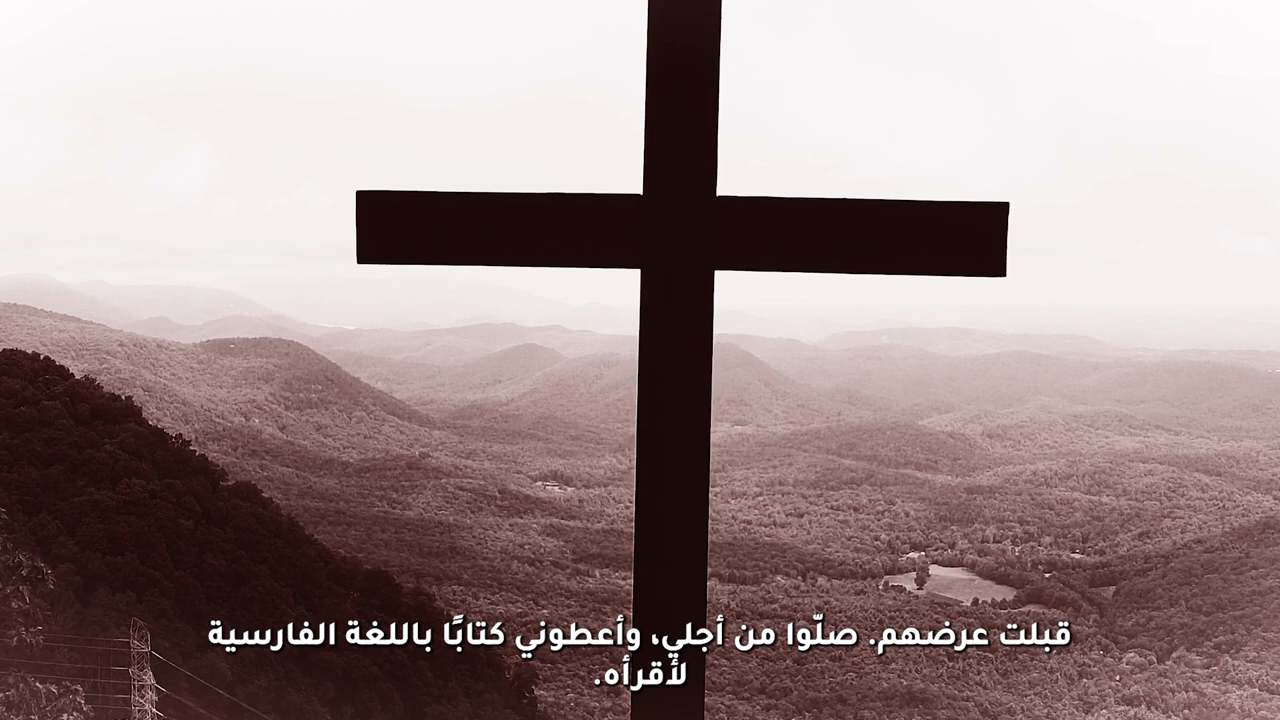 قبلت عرضهم. صلّوا من أجلي، وأعطوني كتابًا باللغة الفارسية
لأقرأه.